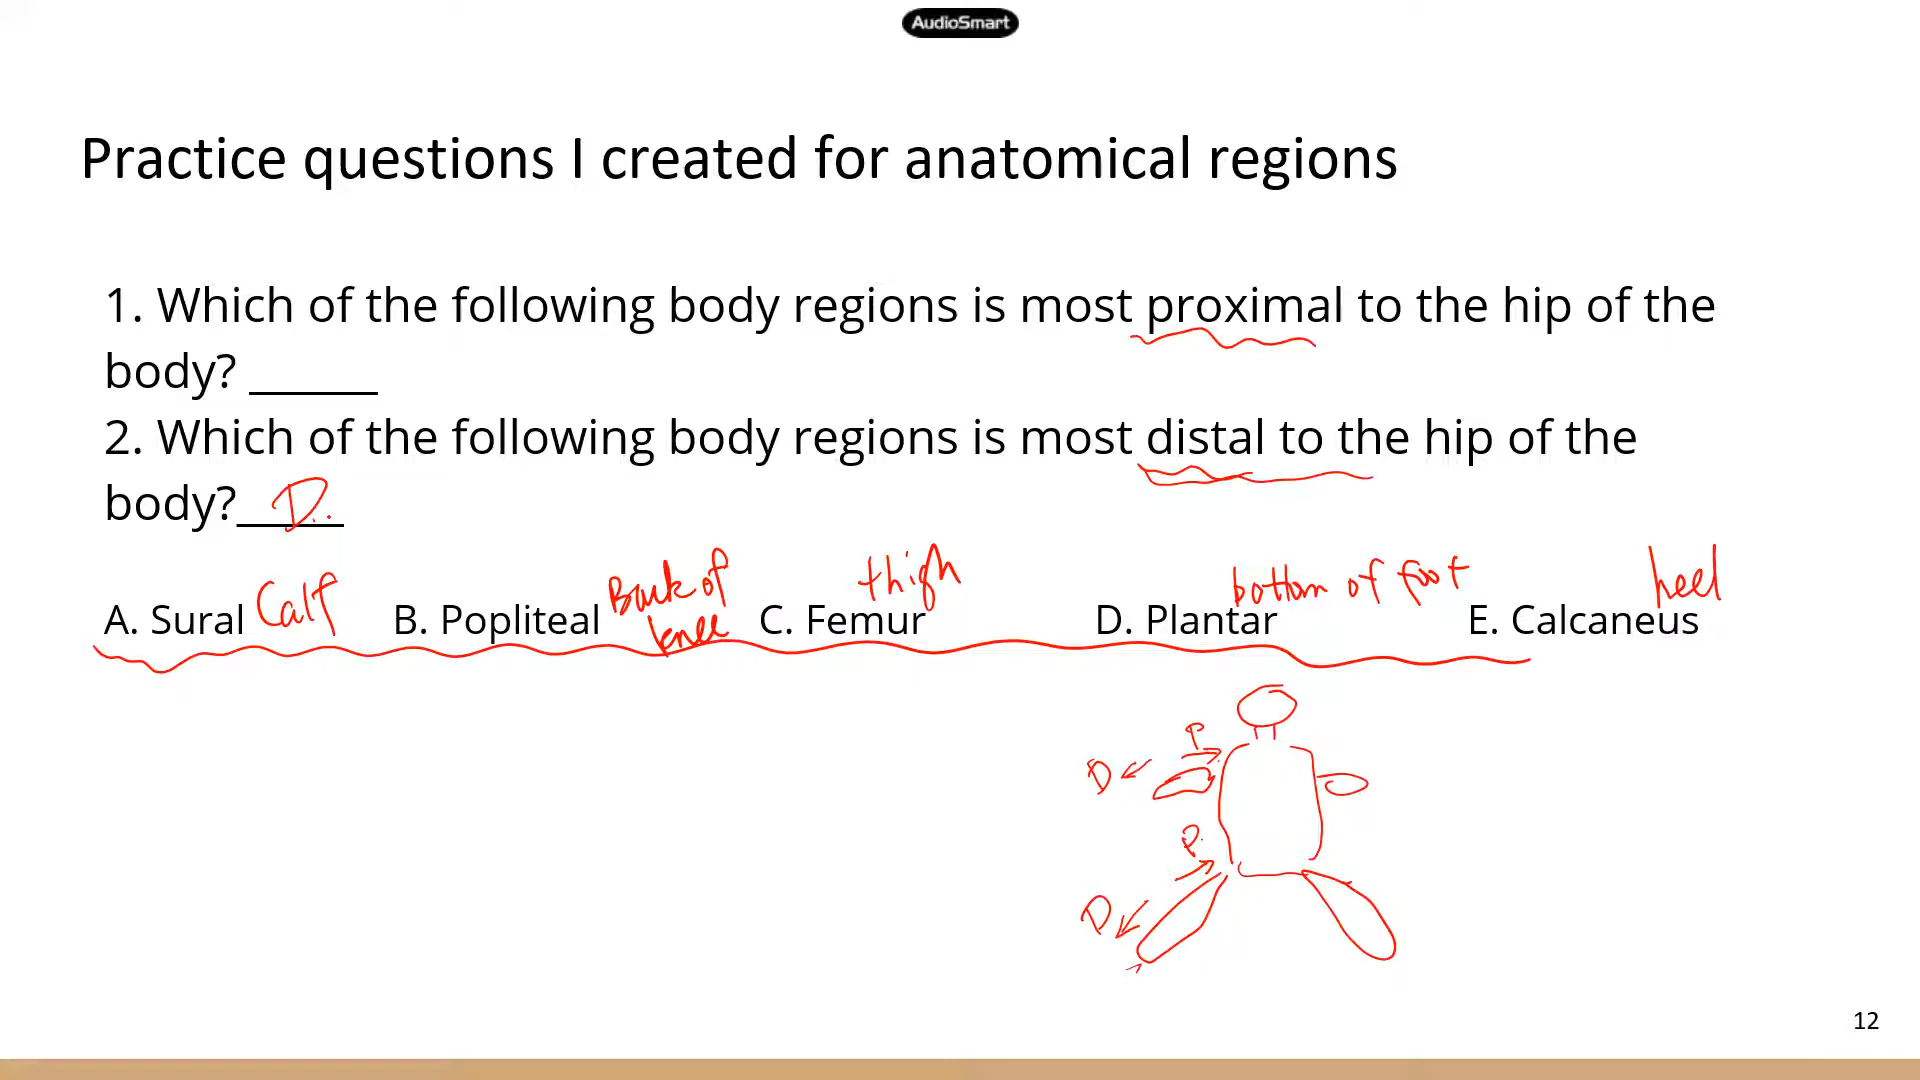 AudioSmart
Practice questions I created for anatomical regions
1. Which of the following body regions is most proximal to the hip of the
body? ______
2. Which of the following body regions is most distal to the hip of the
body?_____ D.
A. Sural Calf B. Popliteal Back of knee C. Femur thigh D. Plantar bottom of foot E. Calcaneus heel
P
D
P.
D
12